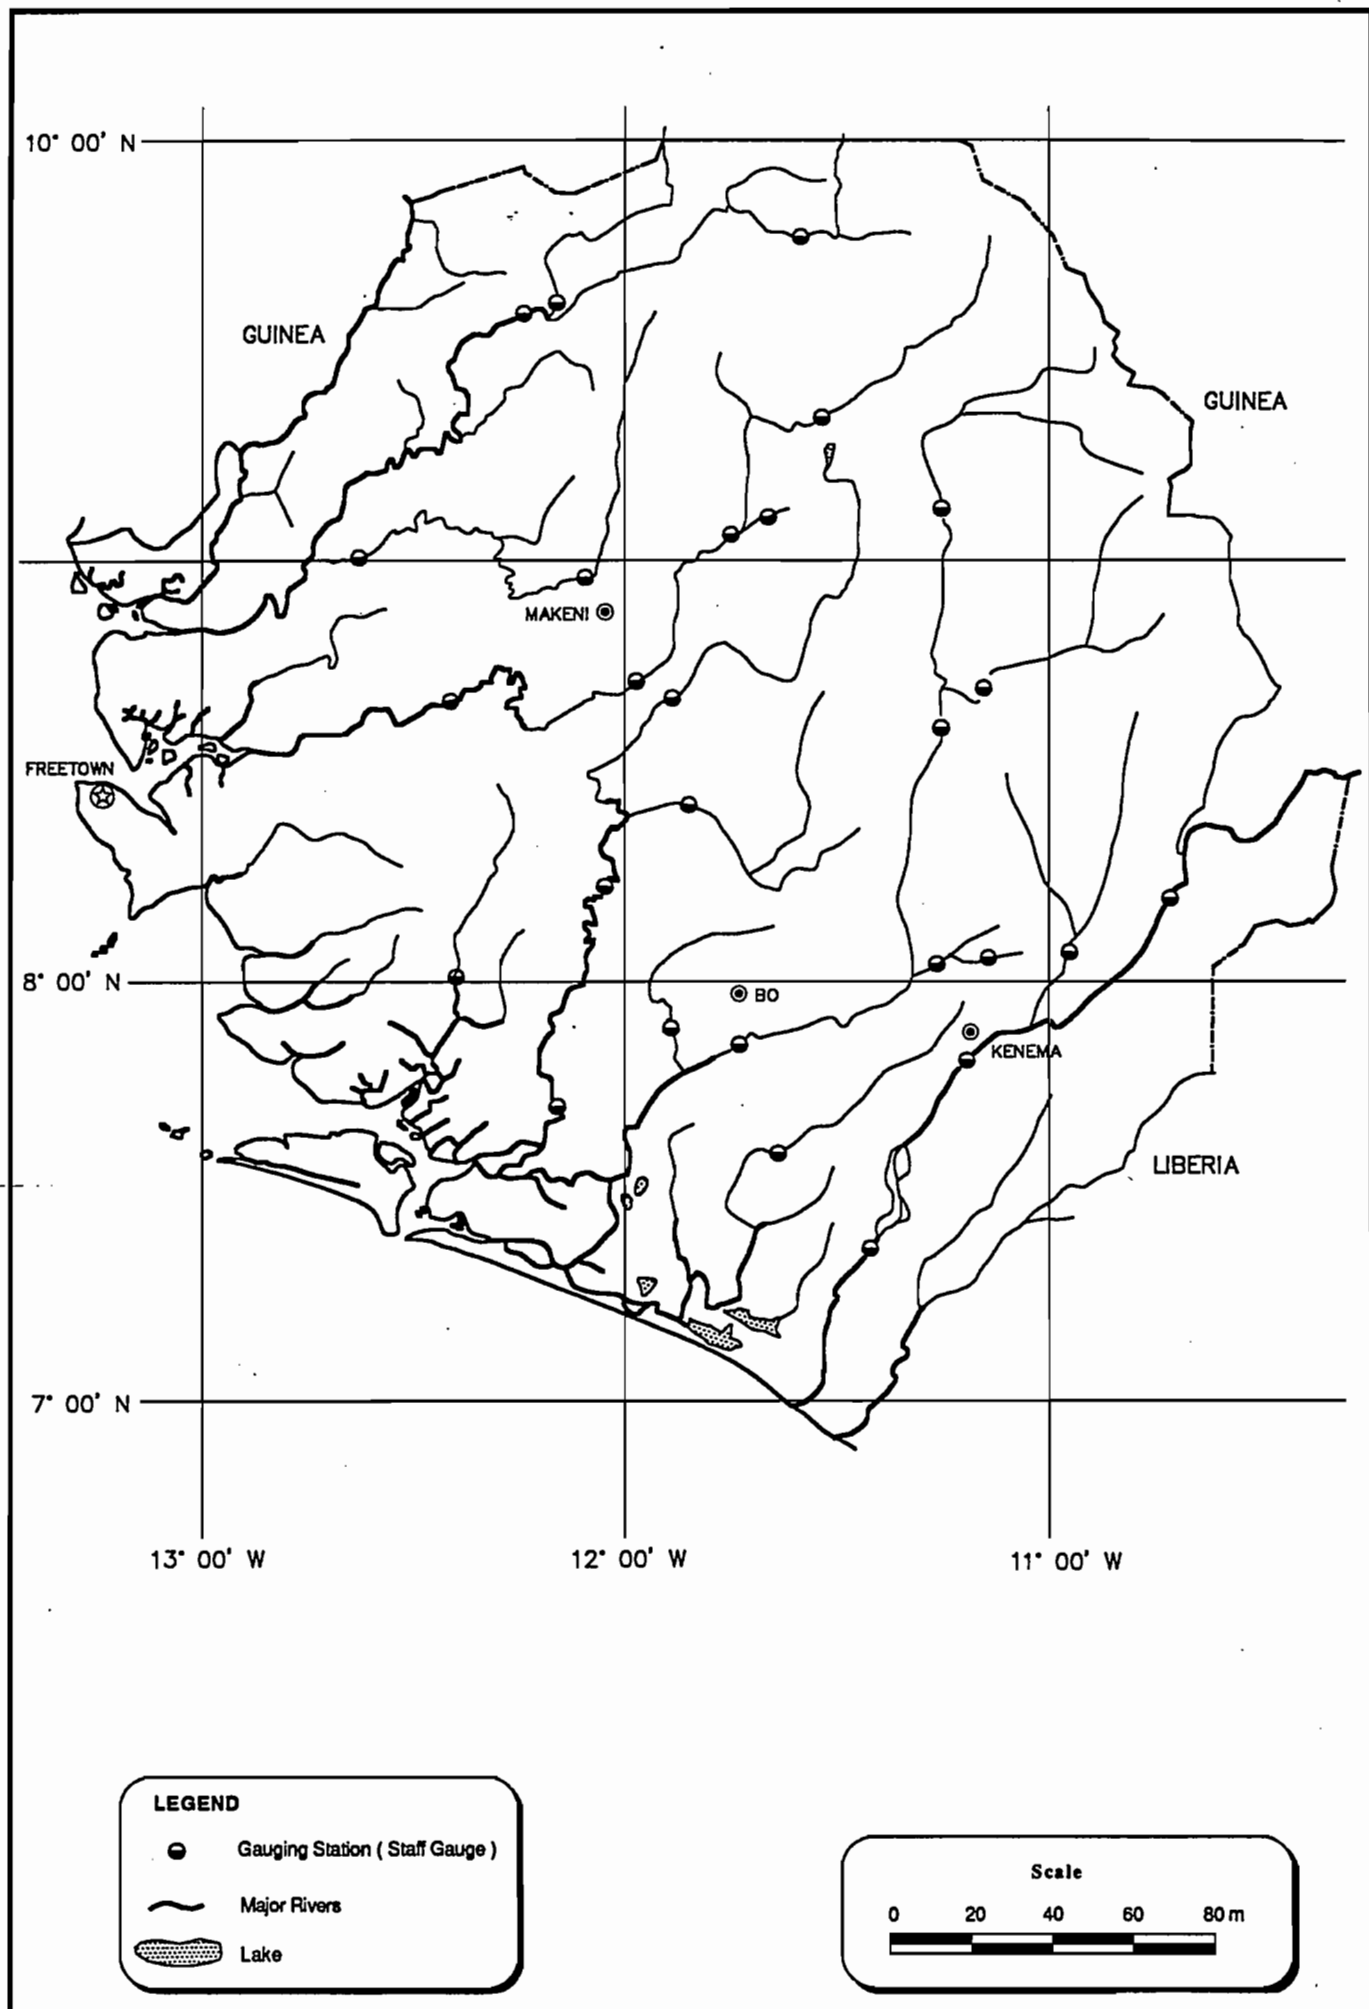 10° 00' N
GUINEA
GUINEA
MAKENI
FREETOWN
8° 00' N
BO
KENEMA
LIBERIA
7° 00' N
13° 00' W
12° 00' W
11° 00' W
LEGEND
Gauging Station ( Staff Gauge )
Major Rivers
Lake
Scale
0 20 40 60 80 m